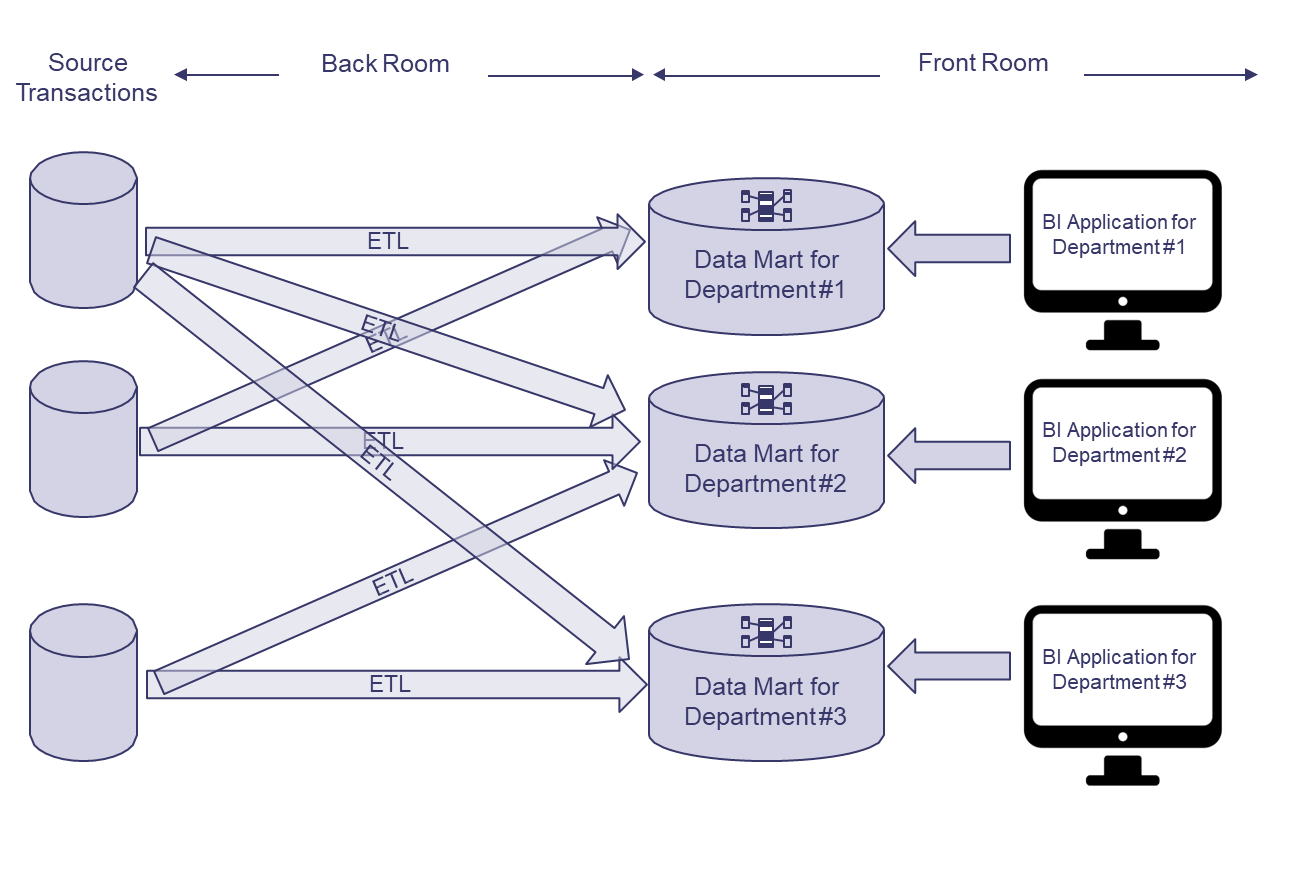 Source
Transactions
Back Room
Front Room
ETL
Data Mart for
Department #1
BI Application for
Department #1
ETL
ETL
ETL
ETL
Data Mart for
Department #2
BI Application for
Department #2
ETL
ETL
Data Mart for
Department #3
BI Application for
Department #3